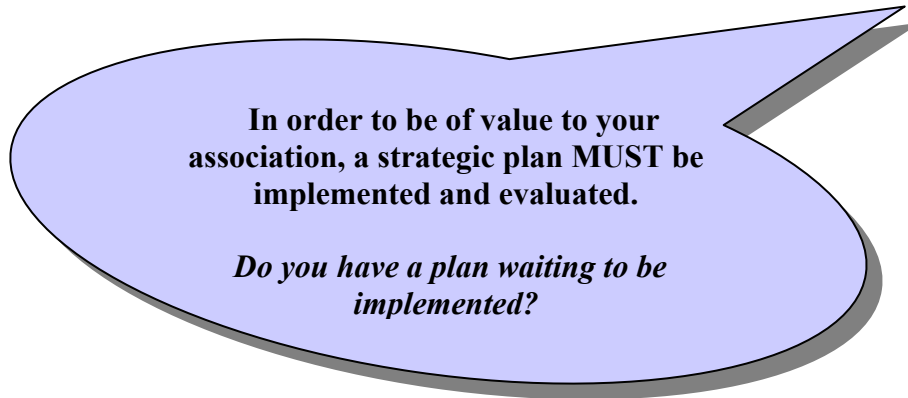 In order to be of value to your
association, a strategic plan MUST be
implemented and evaluated.
Do you have a plan waiting to be
implemented?